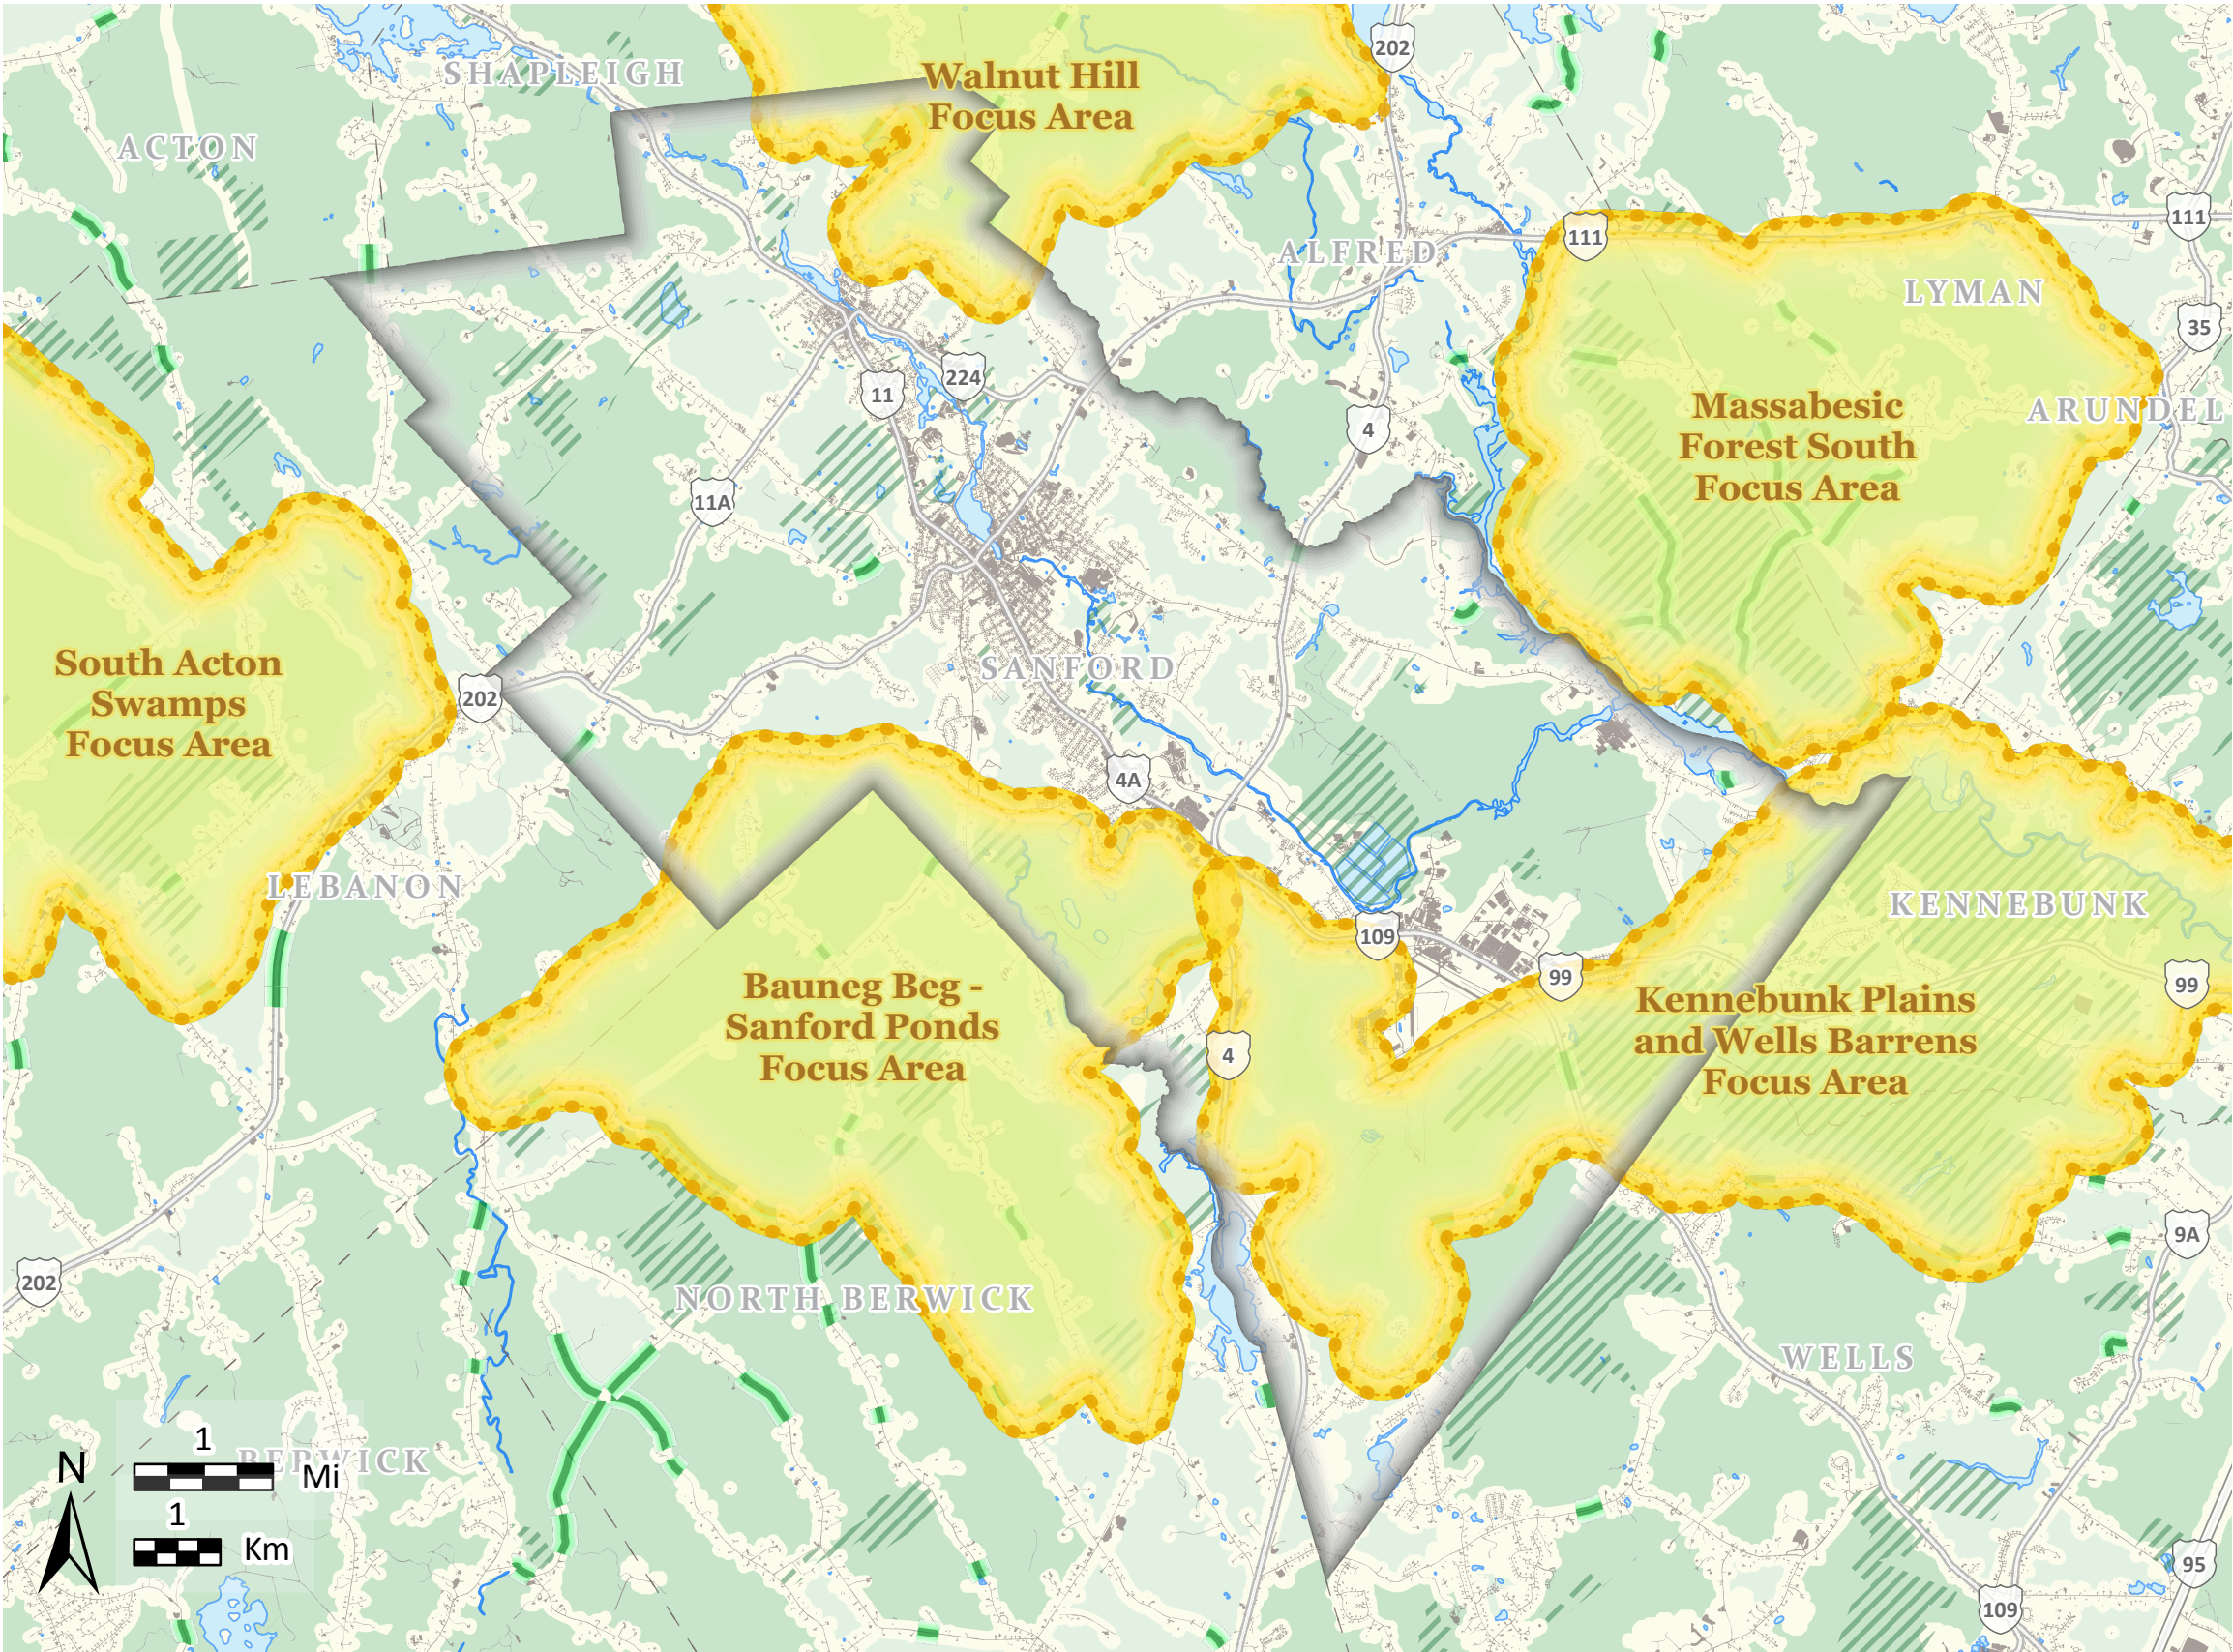 SHAPLEIGH
Walnut Hill
Focus Area
202
ACTON
111
111
ALFRED
LYMAN
35
224
11
ARUNDEL
Massabesic
Forest South
Focus Area
4
11A
South Acton
Swamps
Focus Area
202
SANFORD
4A
LEBANON
KENNEBUNK
109
99
99
Bauneg Beg -
Sanford Ponds
Focus Area
Kennebunk Plains
and Wells Barrens
Focus Area
4
9A
202
NORTH BERWICK
WELLS
BERWICK
N
1
Mi
1
Km
95
109